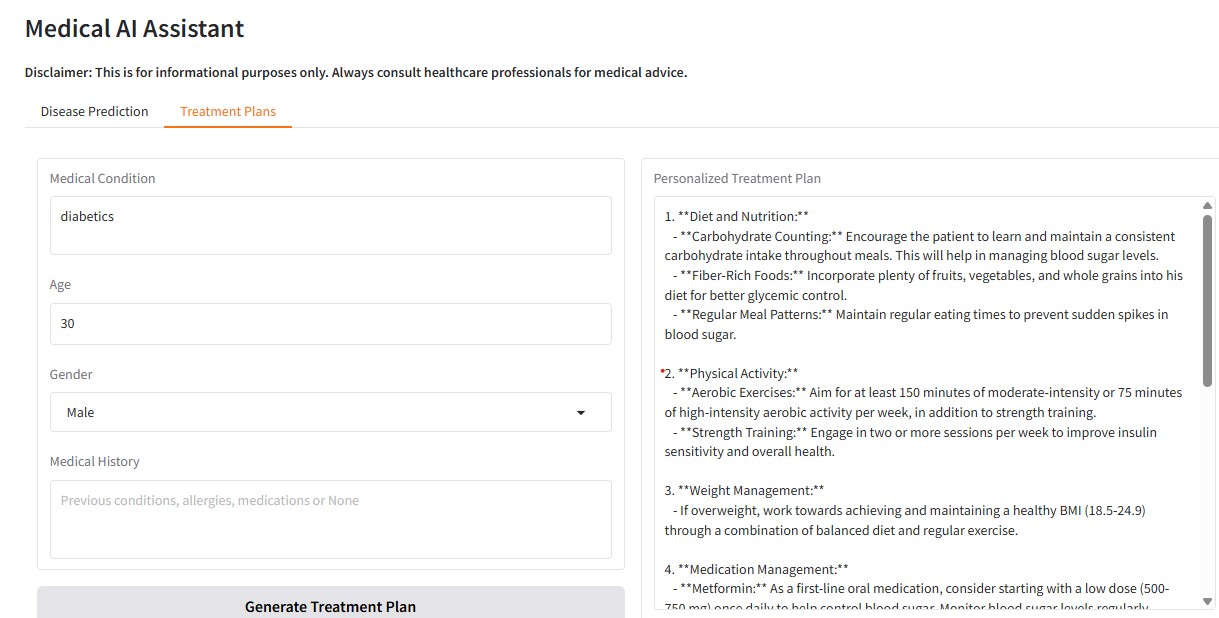 Medical AI Assistant
Disclaimer: This is for informational purposes only. Always consult healthcare professionals for medical advice.
Disease Prediction
Treatment Plans
Medical Condition
diabetics
Age
30
Gender
Male
Medical History
Previous conditions, allergies, medications or None
Generate Treatment Plan
Personalized Treatment Plan
1. **Diet and Nutrition:**
- **Carbohydrate Counting:** Encourage the patient to learn and maintain a consistent
carbohydrate intake throughout meals. This will help in managing blood sugar levels.
- **Fiber-Rich Foods:** Incorporate plenty of fruits, vegetables, and whole grains into his
diet for better glycemic control.
- **Regular Meal Patterns:** Maintain regular eating times to prevent sudden spikes in
blood sugar.
2. **Physical Activity:**
- **Aerobic Exercises:** Aim for at least 150 minutes of moderate-intensity or 75 minutes
of high-intensity aerobic activity per week, in addition to strength training.
- **Strength Training:** Engage in two or more sessions per week to improve insulin
sensitivity and overall health.
3. **Weight Management:**
- If overweight, work towards achieving and maintaining a healthy BMI (18.5-24.9)
through a combination of balanced diet and regular exercise.
4. **Medication Management:**
- **Metformin:** As a first-line oral medication, consider starting with a low dose (500-
750 mg) once daily to help control blood sugar. Monitor blood sugar levels regularly